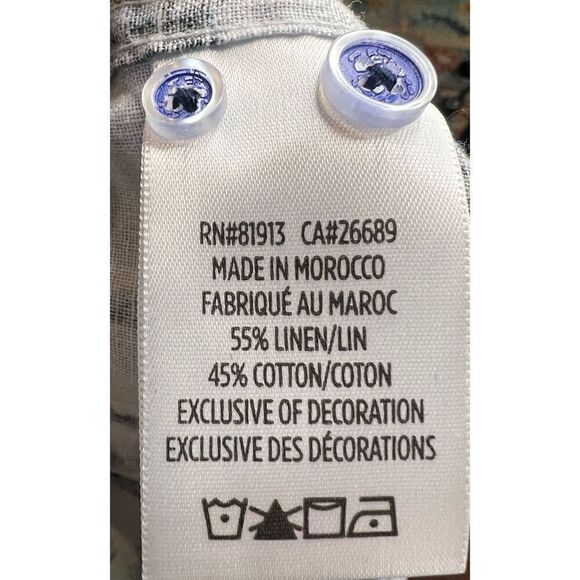 RN#81913 CA#26689
MADE IN MOROCCO
FABRIQUÉ AU MAROC
55% LINEN/LIN
45% COTTON/COTON
EXCLUSIVE OF DECORATION
EXCLUSIVE DES DÉCORATIONS